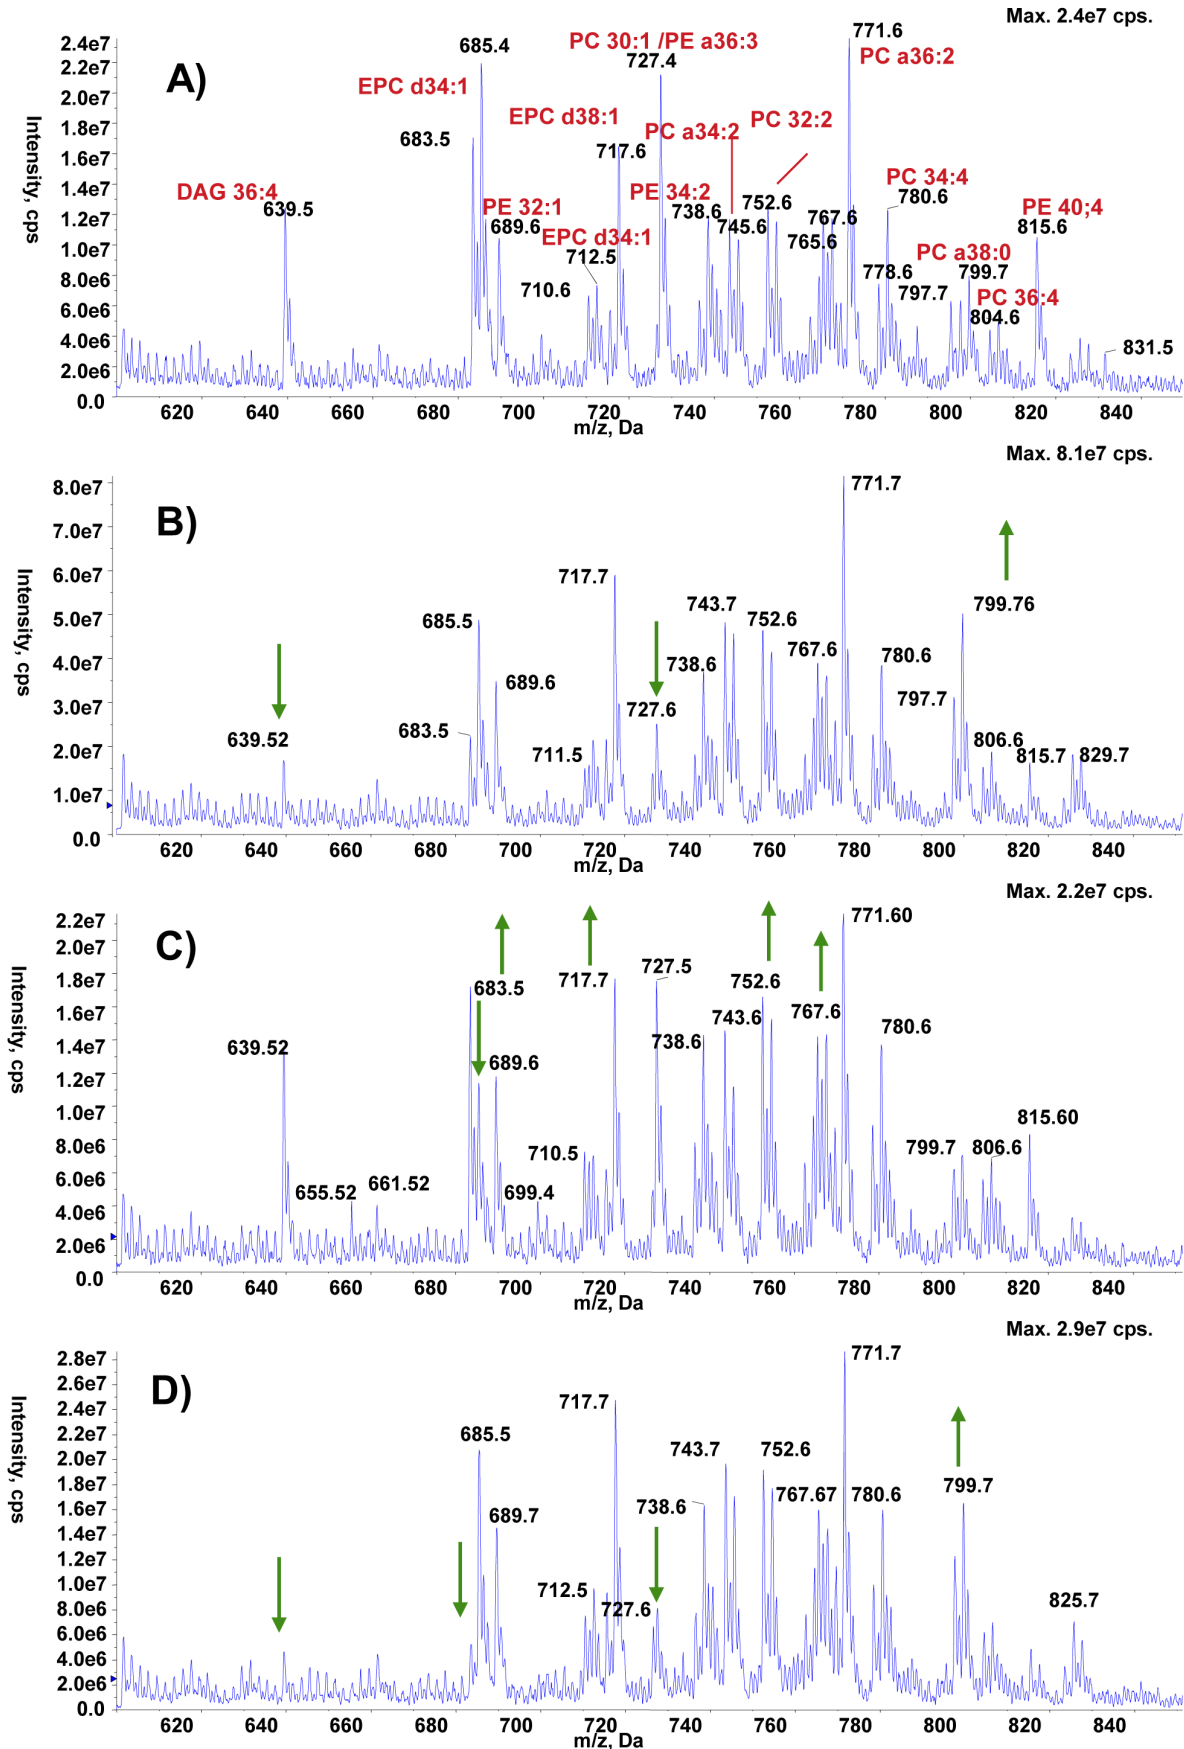 Max. 2.4e7 cps.
A)
Intensity, cps
2.4e7
2.2e7
2.0e7
1.8e7
1.6e7
1.4e7
1.2e7
1.0e7
8.0e6
6.0e6
4.0e6
2.0e6
0.0
DAG 36:4
639.5
EPC d34:1
683.5
685.4
PE 32:1
689.6
EPC d38:1
717.6
EPC d34:1
712.5
710.6
PC 30:1 /PE a36:3
727.4
PE 34:2
738.6
PC a34:2
745.6
PC 32:2
752.6
767.6
765.6
771.6
PC a36:2
PC 34:4
780.6
778.6
PC a38:0
799.7
797.7
PC 36:4
804.6
PE 40;4
815.6
831.5
620 640 660 680 700 720 740 760 780 800 820 840
m/z, Da
Max. 8.1e7 cps.
B)
Intensity, cps
8.0e7
7.0e7
6.0e7
5.0e7
4.0e7
3.0e7
2.0e7
1.0e7
0.0
639.52
683.5
685.5
689.6
711.5
717.7
727.6
738.6
743.7
752.6
767.6
771.7
780.6
797.7
799.76
806.6
815.7
829.7
620 640 660 680 700 720 740 760 780 800 820 840
m/z, Da
Max. 2.2e7 cps.
C)
Intensity, cps
2.2e7
2.0e7
1.8e7
1.6e7
1.4e7
1.2e7
1.0e7
8.0e6
6.0e6
4.0e6
2.0e6
0.0
639.52
655.52
661.52
683.5
689.6
699.4
710.5
717.7
727.5
738.6
743.6
752.6
767.6
771.60
780.6
799.7
806.6
815.60
620 640 660 680 700 720 740 760 780 800 820 840
m/z, Da
Max. 2.9e7 cps.
D)
Intensity, cps
2.8e7
2.6e7
2.4e7
2.2e7
2.0e7
1.8e7
1.6e7
1.4e7
1.2e7
1.0e7
8.0e6
6.0e6
4.0e6
2.0e6
0.0
685.5
689.7
712.5
717.7
727.6
738.6
743.7
752.6
767.67
771.7
780.6
799.7
825.7
620 640 660 680 700 720 740 760 780 800 820 840
m/z, Da